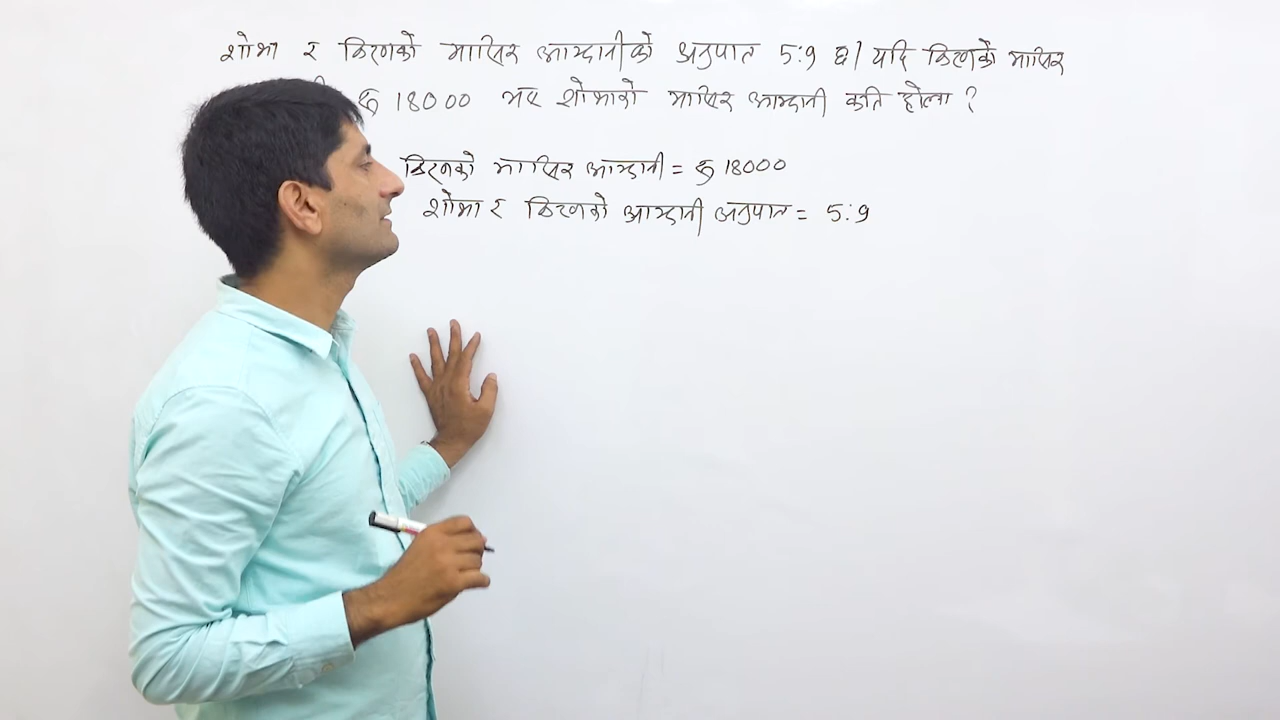 शोभा र किरणको मासिक आम्दानीको अनुपात 5:9 छ। यदि किरणको मासिक
रु 18000 भए शोभाको मासिक आम्दानी कति होला ?
किरणको मासिक आम्दानी = रु 18000
शोभा र किरणको आम्दानी अनुपात = 5:9